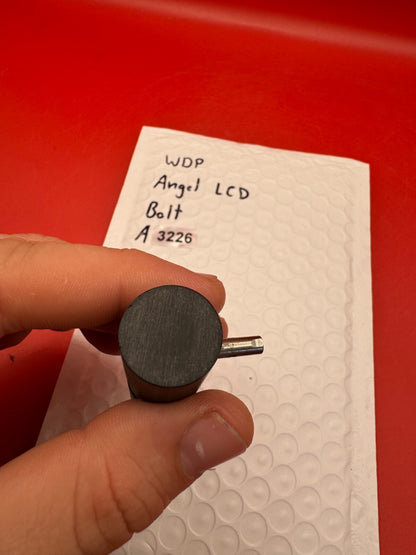 WDP
Angel LCD
Bolt
A 3226